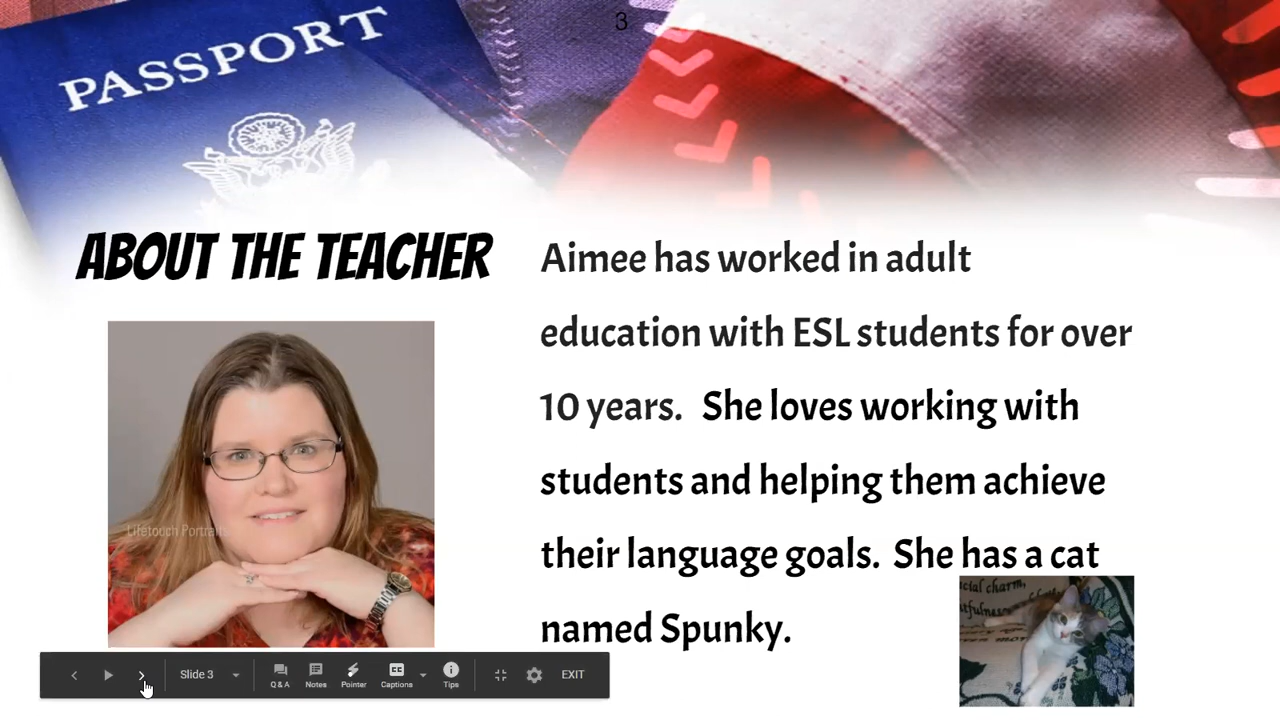 3
PASSPORT
ABOUT THE TEACHER
Aimee has worked in adult
education with ESL students for over
10 years. She loves working with
students and helping them achieve
their language goals. She has a cat
named Spunky.
Lifetouch Portraits
Slide 3
Q & A
Notes
Pointer
CC
Captions
Tips
EXIT